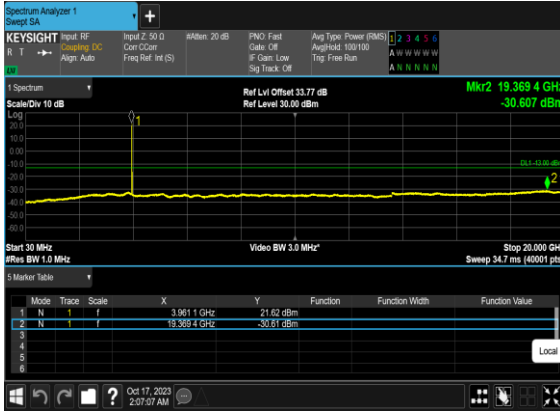 Spectrum Analyzer 1
Swept SA
+
KEYSIGHT Input: RF Input Z: 50 Ω #Atten: 20 dB PNO: Fast Avg Type: Power (RMS) 1 2 3 4 5 6
R T Coupling: DC Corr CCorr Gate: Off Avg|Hold: 100/100 A W W W W W
Align: Auto Freq Ref: Int (S) IF Gain: Low Trig: Free Run
Sig Track: Off A N N N N N
1 Spectrum Ref Lvl Offset 33.77 dB Mkr2 19.369 4 GHz
Scale/Div 10 dB Ref Level 30.00 dBm -30.607 dBm
Log
20.0
10.0
0.00
-10.0
-20.0
-30.0
-40.0
-50.0
-60.0
1
DL1 -13.00 dBm
2
Start 30 MHz Video BW 3.0 MHz* Stop 20.000 GHz
#Res BW 1.0 MHz Sweep 34.7 ms (40001 pts)
5 Marker Table
Mode Trace Scale X Y Function Function Width Function Value
1 N 1 f 3.961 1 GHz 21.62 dBm
2 N 1 f 19.369 4 GHz -30.61 dBm
3
4
5
6
Local
? Oct 17, 2023
2:07:07 AM